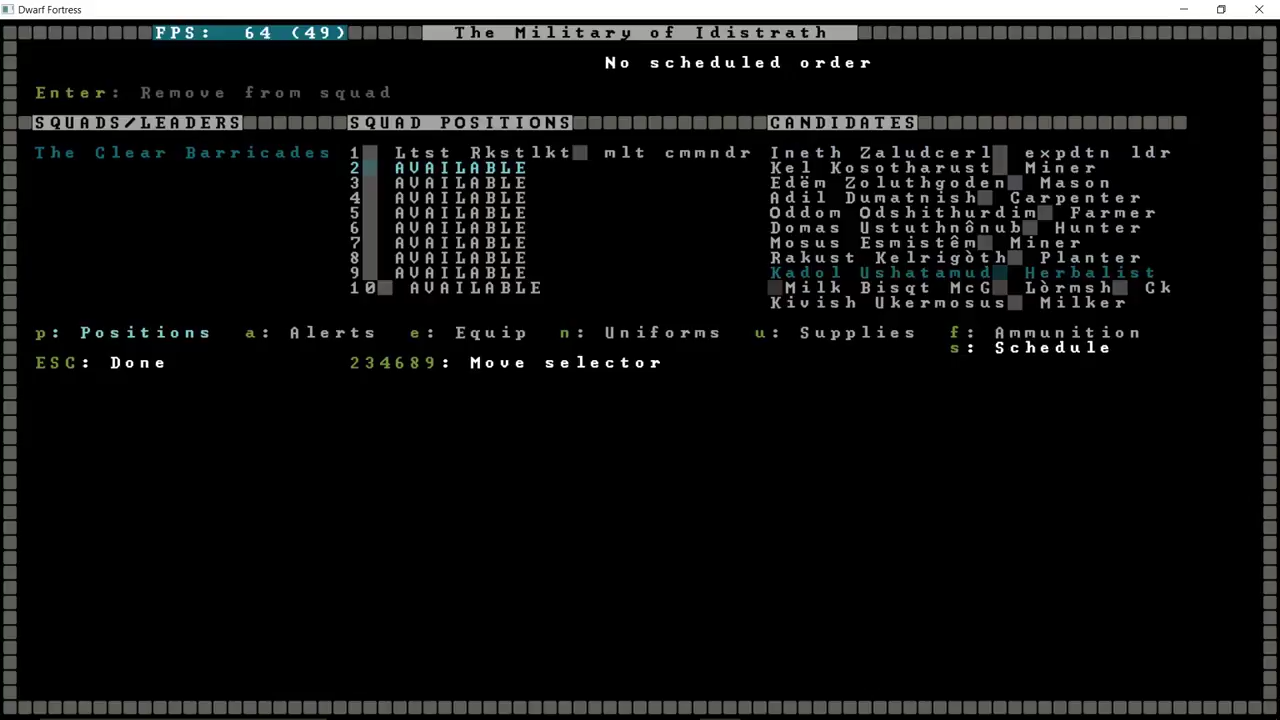 Dwarf Fortress
FPS: 64 (49) The Military of Idistrath
No scheduled order
Enter: Remove from squad
SQUADS/LEADERS SQUAD POSITIONS CANDIDATES
The Clear Barricades 1 Ltst Rkstlkt mlt cmmndr Ineth Zaludcerl expdtn ldr
2 AVAILABLE Kel Kosotharust Miner
3 AVAILABLE Edëm Zoluthgoden Mason
4 AVAILABLE Adil Dumatnish Carpenter
5 AVAILABLE Oddom Odshithurdim Farmer
6 AVAILABLE Domas Ustuthnônub Hunter
7 AVAILABLE Mosus Esmistêm Miner
8 AVAILABLE Rakust Kelrigòth Planter
9 AVAILABLE Kadol Ushatamud Herbalist
10 AVAILABLE Milk Bisqt McG Lòrmsh Ck
Kivish Ukermosus Milker
p: Positions a: Alerts e: Equip n: Uniforms u: Supplies f: Ammunition
s: Schedule
ESC: Done 234689: Move selector